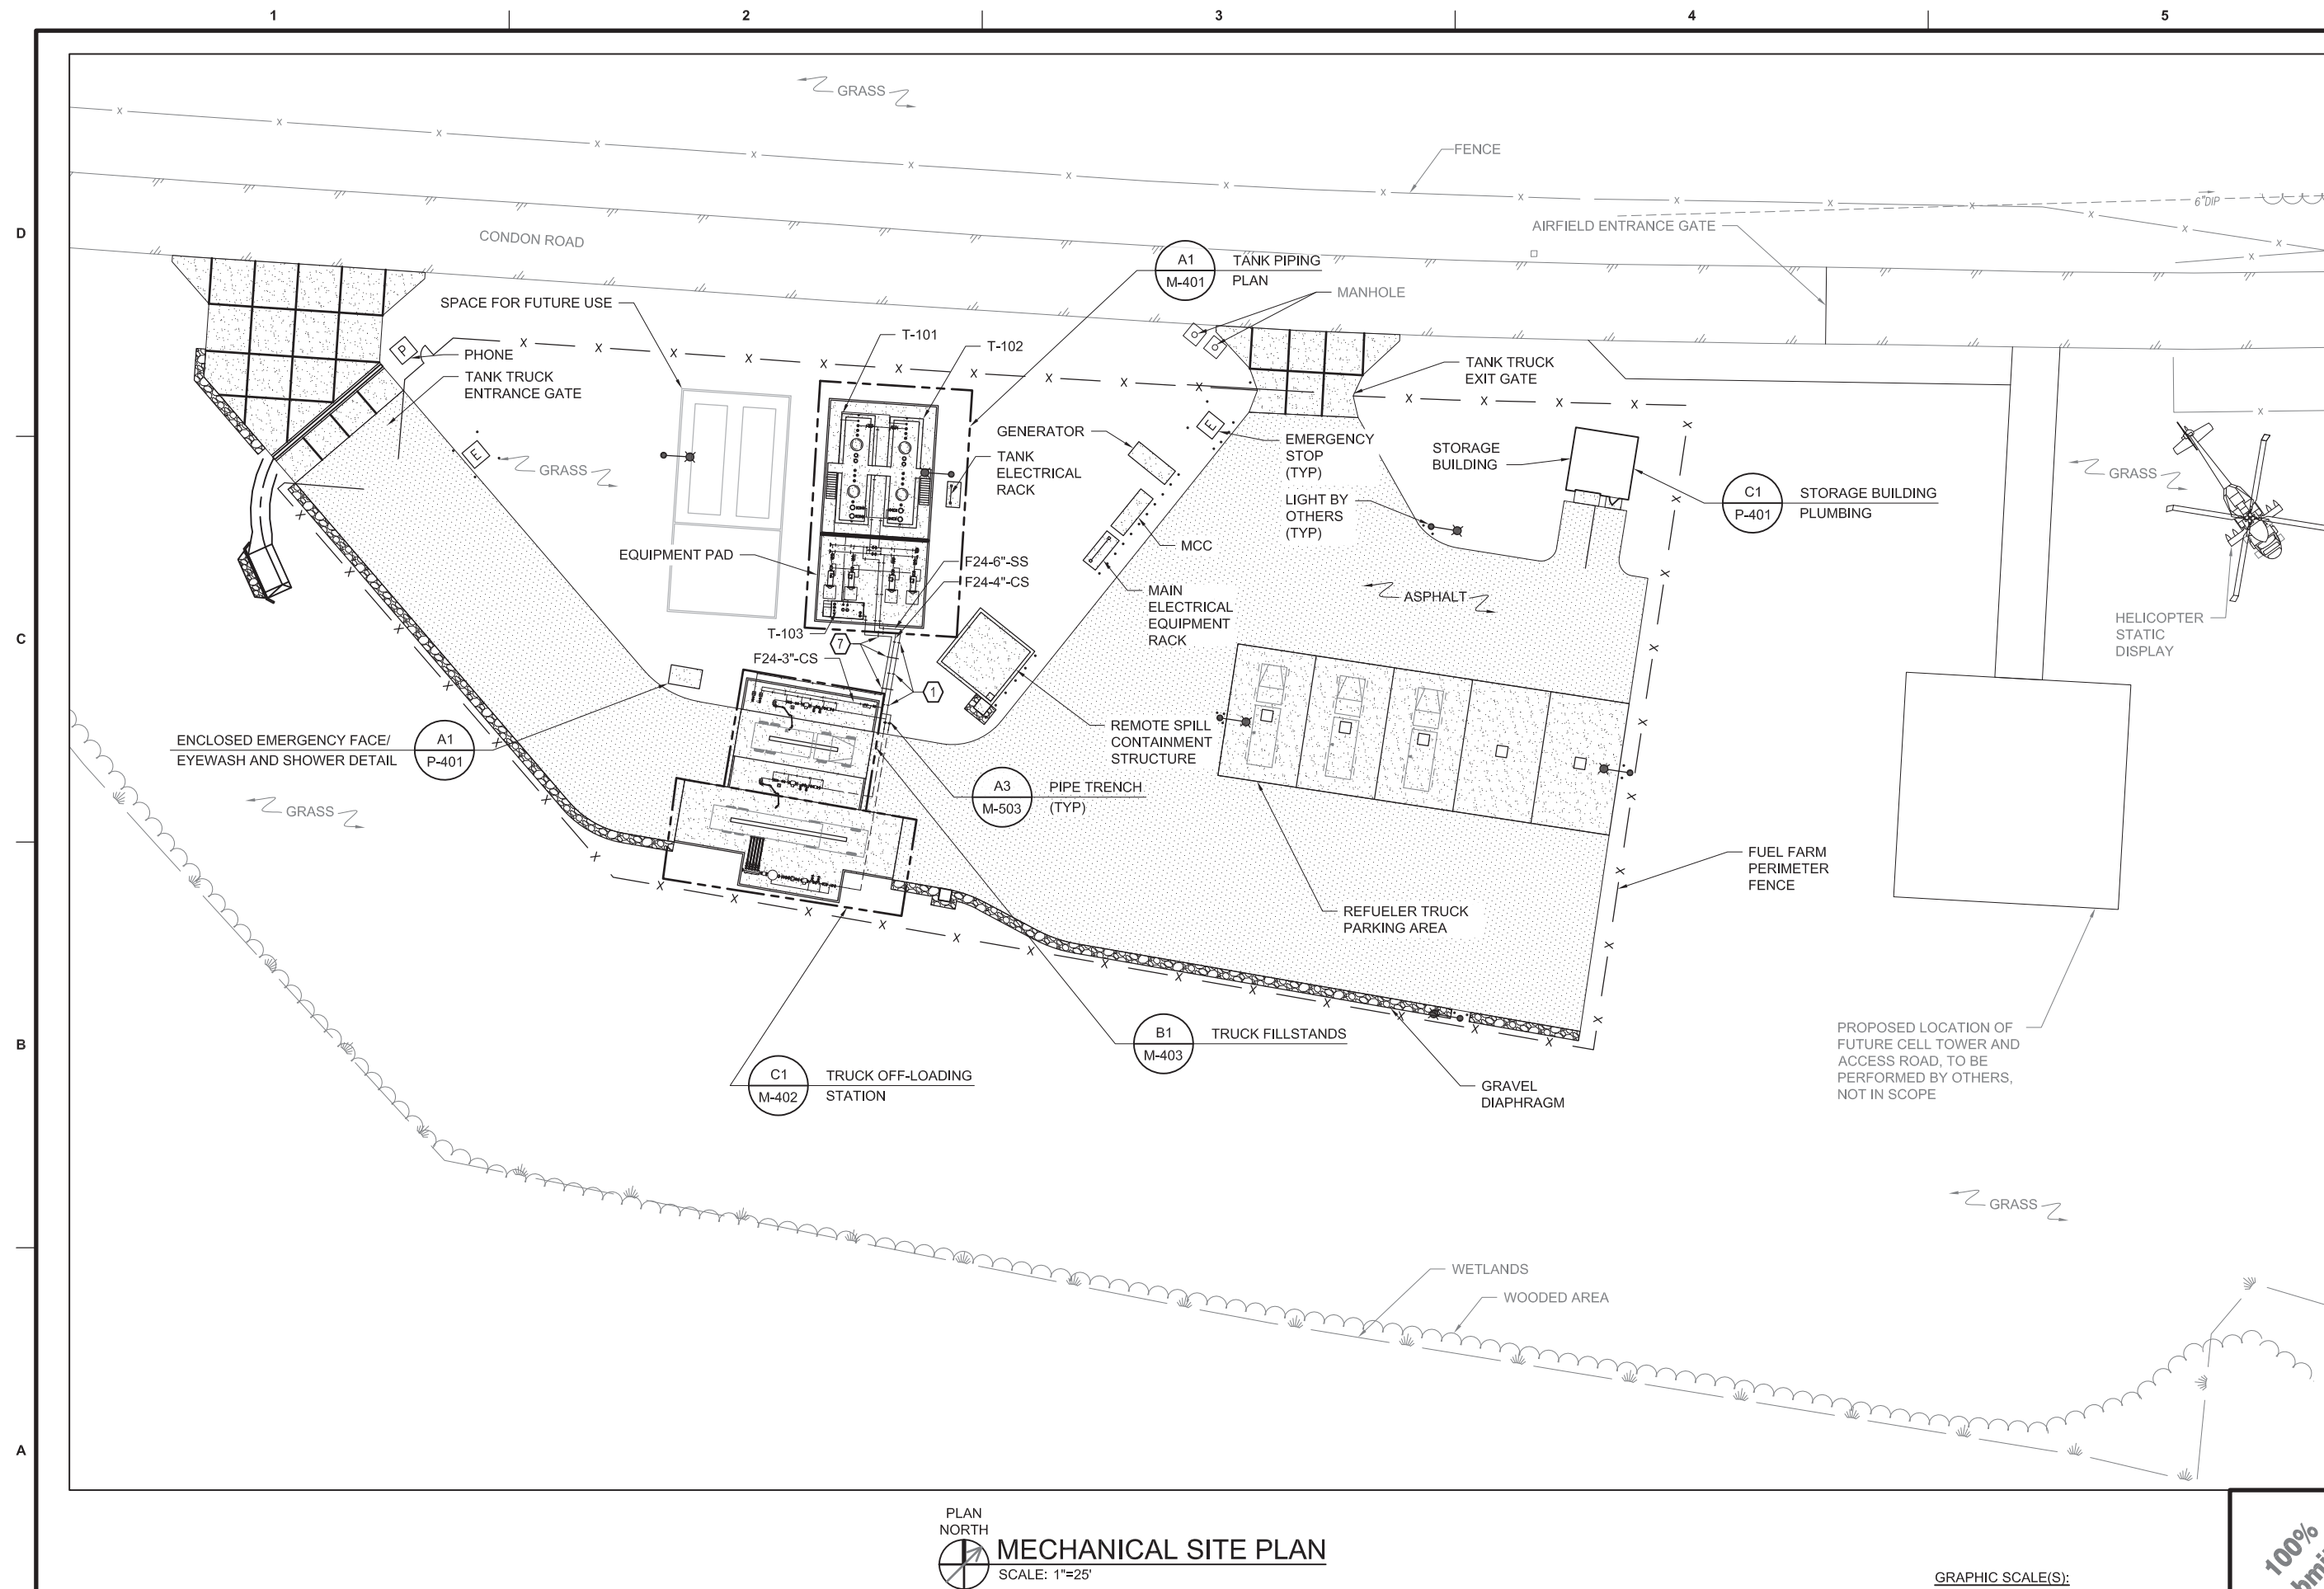 1 2 3 4 5
GRASS
FENCE
6"DIP
AIRFIELD ENTRANCE GATE
D
CONDON ROAD
A1
M-401
TANK PIPING
PLAN
MANHOLE
SPACE FOR FUTURE USE
T-101
T-102
P
PHONE
TANK TRUCK
ENTRANCE GATE
TANK TRUCK
EXIT GATE
GENERATOR
TANK
ELECTRICAL
RACK
E
E
EMERGENCY
STOP
(TYP)
STORAGE
BUILDING
GRASS
GRASS
LIGHT BY
OTHERS
(TYP)
C1
P-401
STORAGE BUILDING
PLUMBING
EQUIPMENT PAD
MCC
F24-6"-SS
F24-4"-CS
MAIN
ELECTRICAL
EQUIPMENT
RACK
ASPHALT
HELICOPTER
STATIC
DISPLAY
C
T-103
7
F24-3"-CS
1
REMOTE SPILL
CONTAINMENT
STRUCTURE
ENCLOSED EMERGENCY FACE/
EYEWASH AND SHOWER DETAIL
A1
P-401
A3
M-503
PIPE TRENCH
(TYP)
GRASS
FUEL FARM
PERIMETER
FENCE
REFUELER TRUCK
PARKING AREA
B
B1
M-403
TRUCK FILLSTANDS
PROPOSED LOCATION OF
FUTURE CELL TOWER AND
ACCESS ROAD, TO BE
PERFORMED BY OTHERS,
NOT IN SCOPE
C1
M-402
TRUCK OFF-LOADING
STATION
GRAVEL
DIAPHRAGM
GRASS
WETLANDS
WOODED AREA
A
PLAN
NORTH
MECHANICAL SITE PLAN
SCALE: 1"=25'
GRAPHIC SCALE(S):
100%